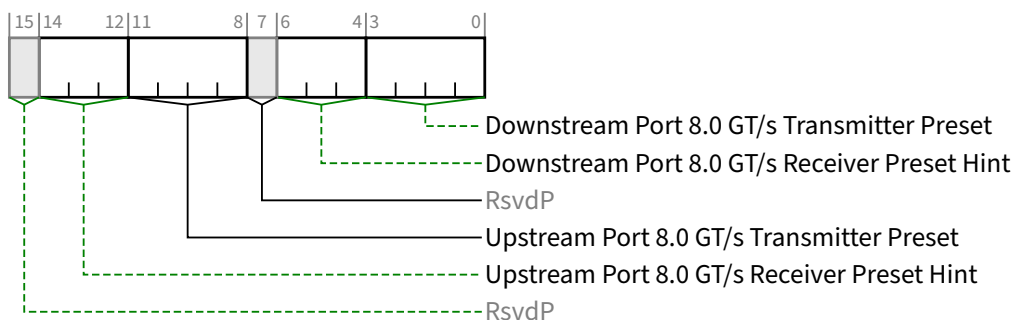 15 14 12 11 8 7 6 4 3 0
Downstream Port 8.0 GT/s Transmitter Preset
Downstream Port 8.0 GT/s Receiver Preset Hint
RsvdP
Upstream Port 8.0 GT/s Transmitter Preset
Upstream Port 8.0 GT/s Receiver Preset Hint
RsvdP